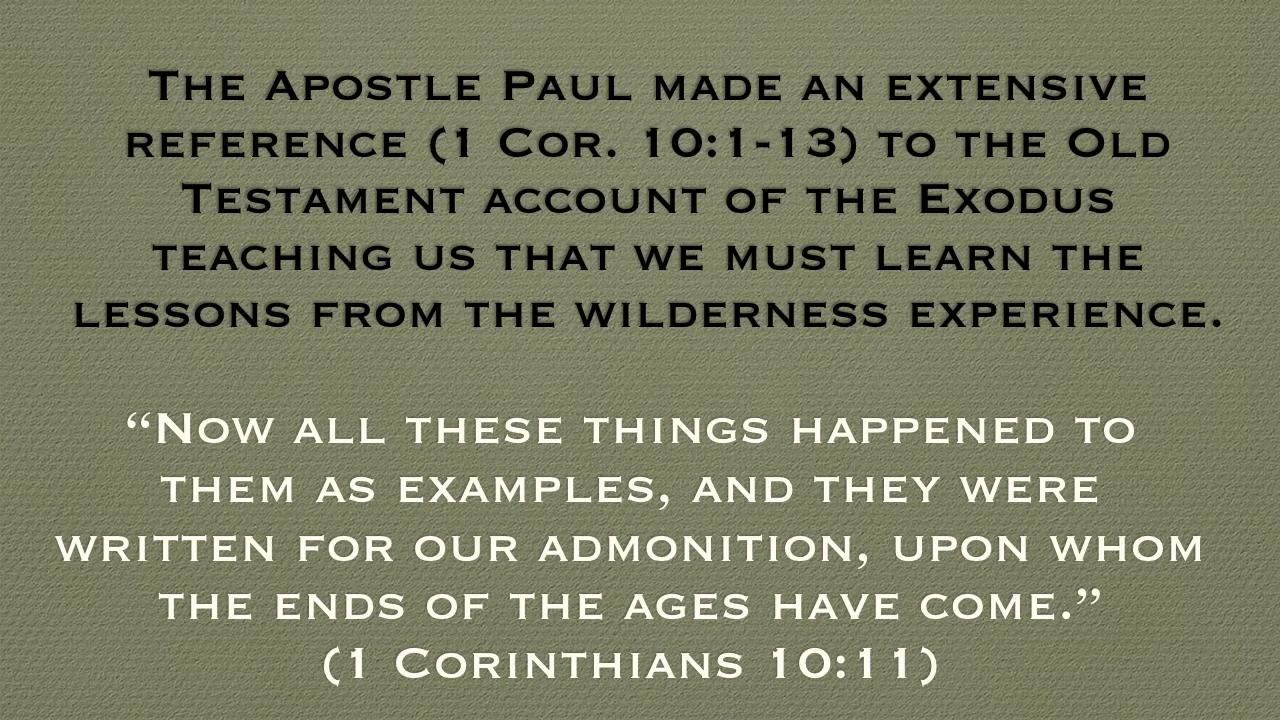 The Apostle Paul made an extensive
reference (1 Cor. 10:1-13) to the Old
Testament account of the Exodus
teaching us that we must learn the
lessons from the wilderness experience.
“Now all these things happened to
them as examples, and they were
written for our admonition, upon whom
the ends of the ages have come.”
(1 Corinthians 10:11)